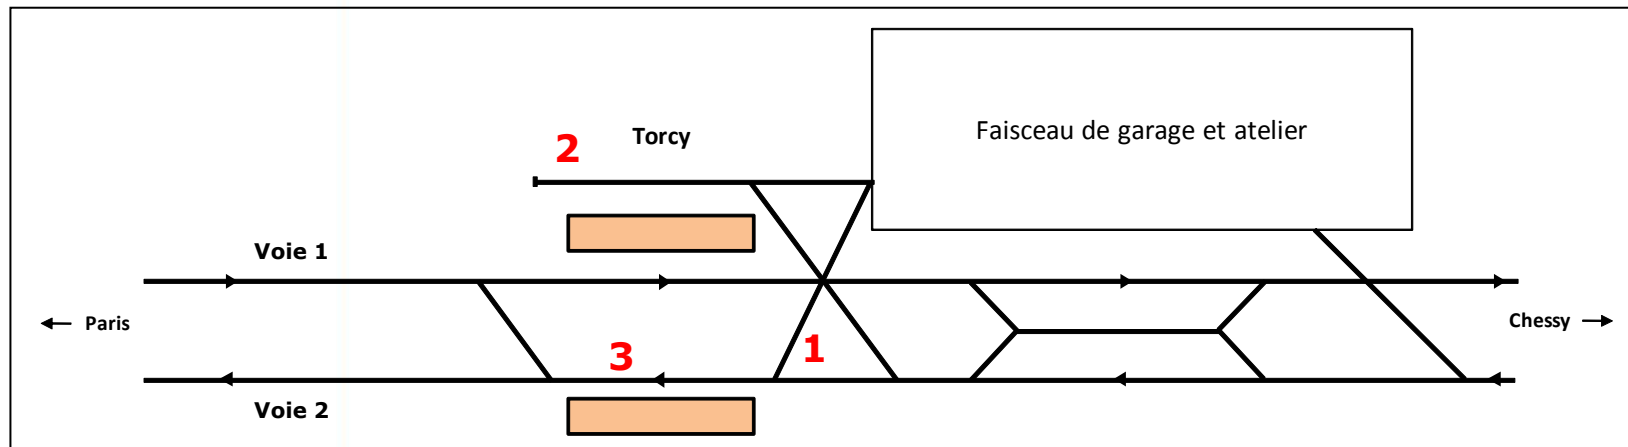 Faisceau de garage et atelier
Torcy
2
Voie 1
Paris
Chessy
1
3
Voie 2